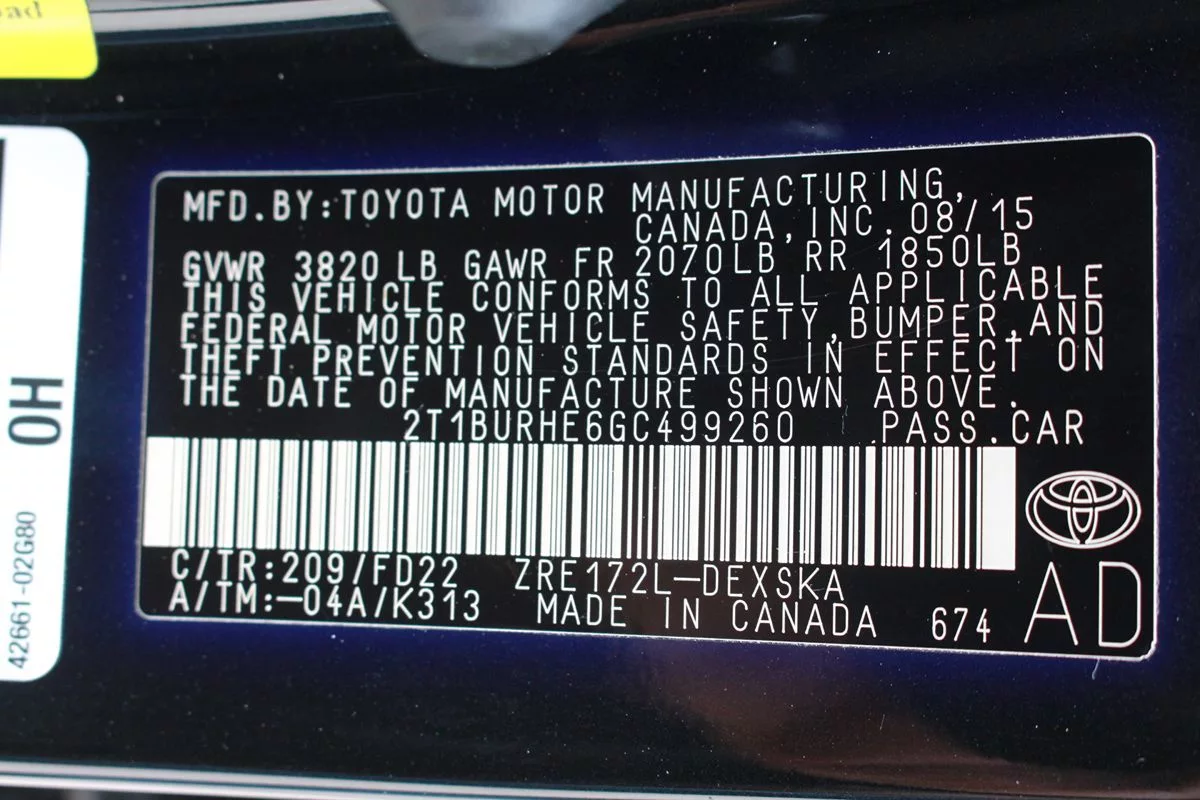 ad
OH
42661-02G80
MFD.BY:TOYOTA MOTOR MANUFACTURING,
CANADA,INC.08/15
GVWR 3820 LB GAWR FR 2070LB RR 1850LB
THIS VEHICLE CONFORMS TO ALL APPLICABLE
FEDERAL MOTOR VEHICLE SAFETY,BUMPER,AND
THEFT PREVENTION STANDARDS IN EFFECT ON
THE DATE OF MANUFACTURE SHOWN ABOVE.
2T1BURHE6GC499260 PASS.CAR
C/TR:209/FD22 ZRE172L-DEXSKA
A/TM:-04A/K313 MADE IN CANADA 674
AD